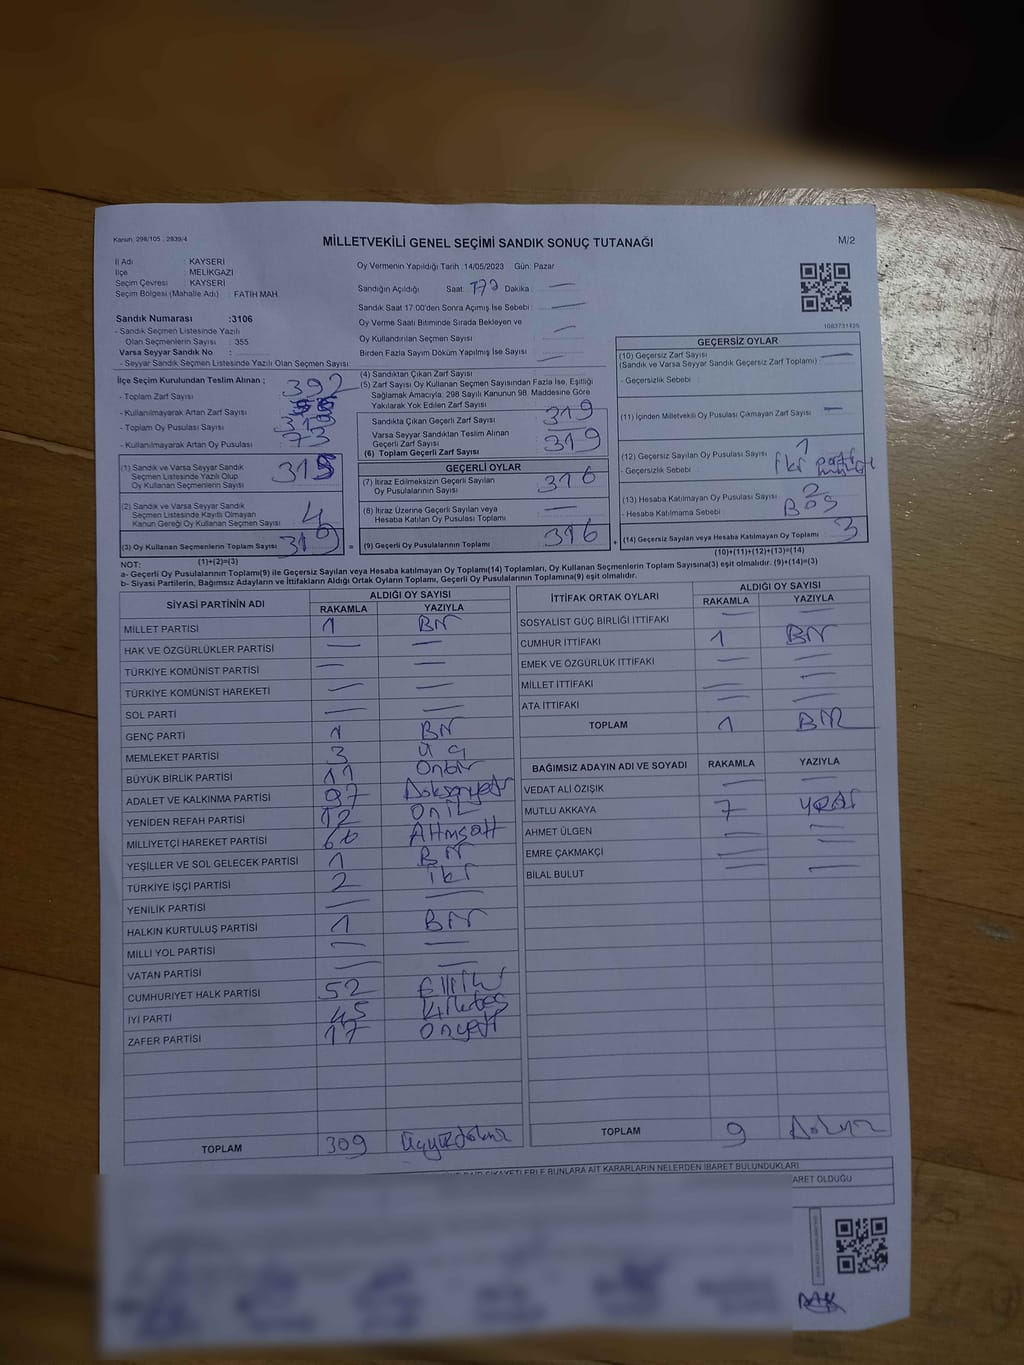 Kanun 298/105 , 2839/4
MİLLETVEKİLİ GENEL SEÇİMİ SANDIK SONUÇ TUTANAĞI
M/2
İl Adı : KAYSERİ
İlçe : MELİKGAZİ
Seçim Çevresi : KAYSERİ
Seçim Bölgesi (Mahalle Adı) : FATİH MAH.
Sandık Numarası :3106
- Sandık Seçmen Listesinde Yazılı
Olan Seçmenlerin Sayısı : 355
Varsa Seyyar Sandık No :
- Seyyar Sandık Seçmen Listesinde Yazılı Olan Seçmen Sayısı
Oy Vermenin Yapıldığı Tarih :14/05/2023 Gün: Pazar
Sandığın Açıldığı Saat: Dakika : —
Sandık Saat 17:00'den Sonra Açımış İse Sebebi : —
Oy Verme Saati Bitiminde Sırada Bekleyen ve
Oy Kullandırılan Seçmen Sayısı : —
Birden Fazla Sayım Döküm Yapılmış İse Sayısı : —
1083731425
İlçe Seçim Kurulundan Teslim Alınan ;
- Toplam Zarf Sayısı : 392
- Kullanılmayarak Artan Zarf Sayısı :
- Toplam Oy Pusulası Sayısı :
- Kullanılmayarak Artan Oy Pusulası : 73
(1) Sandık ve Varsa Seyyar Sandık
Seçmen Listesinde Yazılı Olup
Oy Kullanan Seçmenlerin Sayısı 315
(2) Sandık ve Varsa Seyyar Sandık
Seçmen Listesinde Kayıtlı Olmayan
Kanun Gereği Oy Kullanan Seçmen Sayısı 4
(3) Oy Kullanan Seçmenlerin Toplam Sayısı 319
(1)+(2)=(3)
(4) Sandıktan Çıkan Zarf Sayısı
(5) Zarf Sayısı Oy Kullanan Seçmen Sayısından Fazla İse, Eşitliği
Sağlamak Amacıyla; 298 Sayılı Kanunun 98. Maddesine Göre
Yakılarak Yok Edilen Zarf Sayısı
Sandıkta Çıkan Geçerli Zarf Sayısı 319
Varsa Seyyar Sandıktan Teslim Alınan
Geçerli Zarf Sayısı —
(6) Toplam Geçerli Zarf Sayısı 319
GEÇERLİ OYLAR
(7) İtiraz Edilmeksizin Geçerli Sayılan
Oy Pusulalarının Sayısı 316
(8) İtiraz Üzerine Geçerli Sayılan veya
Hesaba Katılan Oy Pusulası Toplamı —
= (9) Geçerli Oy Pusulalarının Toplamı 316
GEÇERSİZ OYLAR
(10) Geçersiz Zarf Sayısı —
(Sandık ve Varsa Seyyar Sandık Geçersiz Zarf Toplamı)
- Geçersizlik Sebebi :
(11) İçinden Milletvekili Oy Pusulası Çıkmayan Zarf Sayısı —
(12) Geçersiz Sayılan Oy Pusulası Sayısı 1
- Geçersizlik Sebebi :
(13) Hesaba Katılmayan Oy Pusulası Sayısı 2
- Hesaba Katılmama Sebebi : BOŞ
+ (14) Geçersiz Sayılan veya Hesaba Katılmayan Oy Toplamı 3
(10)+(11)+(12)+(13)=(14)
NOT:
a- Geçerli Oy Pusulalarının Toplamı(9) ile Geçersiz Sayılan veya Hesaba katılmayan Oy Toplamı(14) Toplamları, Oy Kullanan Seçmenlerin Toplam Sayısına(3) eşit olmalıdır. (9)+(14)=(3)
b- Siyasi Partilerin, Bağımsız Adayların ve İttifakların Aldığı Ortak Oyların Toplamı, Geçerli Oy Pusulalarının Toplamına(9) eşit olmalıdır.
SİYASİ PARTİNİN ADI
ALDIĞI OY SAYISI
RAKAMLA YAZIYLA
MİLLET PARTİSİ 1 Bir
HAK VE ÖZGÜRLÜKLER PARTİSİ — —
TÜRKİYE KOMÜNİST PARTİSİ — —
TÜRKİYE KOMÜNİST HAREKETİ — —
SOL PARTİ — —
GENÇ PARTİ 1 Bir
MEMLEKET PARTİSİ 3 Üç
BÜYÜK BİRLİK PARTİSİ 11 Onbir
ADALET VE KALKINMA PARTİSİ 97 Doksanyedi
YENİDEN REFAH PARTİSİ 12 Oniki
MİLLİYETÇİ HAREKET PARTİSİ 66 Altmışaltı
YEŞİLLER VE SOL GELECEK PARTİSİ 1 Bir
TÜRKİYE İŞÇİ PARTİSİ 2 iki
YENİLİK PARTİSİ — —
HALKIN KURTULUŞ PARTİSİ 1 Bir
MİLLİ YOL PARTİSİ — —
VATAN PARTİSİ — —
CUMHURİYET HALK PARTİSİ 52 Elliiki
İYİ PARTİ 45 Kırkbeş
ZAFER PARTİSİ 17 Onyedi
TOPLAM 309 Üçyüzdokuz
İTTİFAK ORTAK OYLARI
ALDIĞI OY SAYISI
RAKAMLA YAZIYLA
SOSYALİST GÜÇ BİRLİĞİ İTTİFAKI — —
CUMHUR İTTİFAKI 1 Bir
EMEK VE ÖZGÜRLÜK İTTİFAKI — —
MİLLET İTTİFAKI — —
ATA İTTİFAKI — —
TOPLAM 1 Bir
BAĞIMSIZ ADAYIN ADI VE SOYADI RAKAMLA YAZIYLA
VEDAT ALİ ÖZIŞIK — —
MUTLU AKKAYA 7 yedi
AHMET ÜLGEN — —
EMRE ÇAKMAKÇİ — —
BİLAL BULUT — —
TOPLAM 9 Dokuz
ŞİKAYETLERLE BUNLARA AİT KARARLARIN NELERDEN İBARET BULUNDUKLARI
ARET OLDUĞU